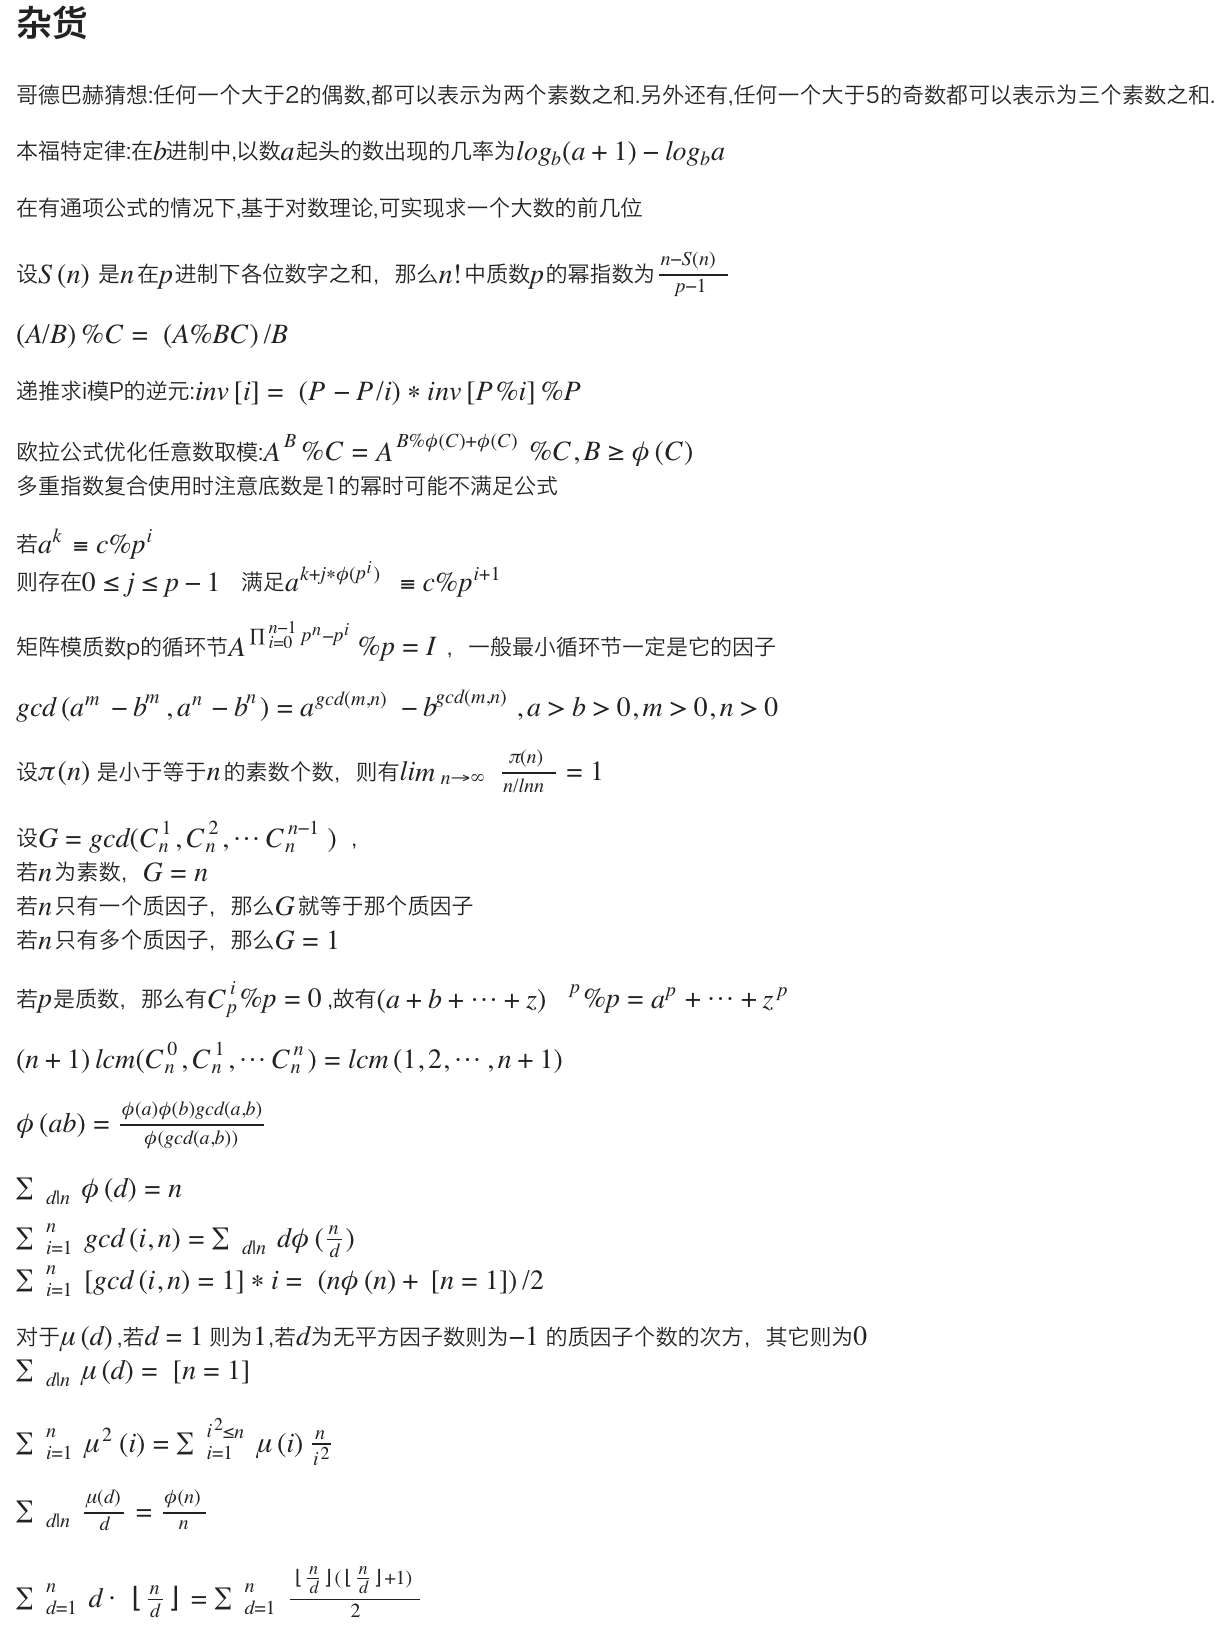 杂货
哥德巴赫猜想:任何一个大于2的偶数,都可以表示为两个素数之和.另外还有,任何一个大于5的奇数都可以表示为三个素数之和.
本福特定律:在$b$进制中,以数$a$起头的数出现的几率为$log_b(a+1)-log_ba$
在有通项公式的情况下,基于对数理论,可实现求一个大数的前几位
设$S(n)$是$n$在$p$进制下各位数字之和，那么$n!$中质数$p$的幂指数为$\frac{n-S(n)}{p-1}$
$(A/B)\%C=(A\%BC)/B$
递推求i模P的逆元:$inv[i]=(P-P/i)*inv[P\%i]\%P$
欧拉公式优化任意数取模:$A^B\%C=A^{B\%\phi(C)+\phi(C)}\%C,B\ge\phi(C)$
多重指数复合使用时注意底数是1的幂时可能不满足公式
若$a^k\equiv c\%p^i$
则存在$0\le j\le p-1$ 满足$a^{k+j*\phi(p^i)}\equiv c\%p^{i+1}$
矩阵模质数p的循环节$A^{\prod_{i=0}^{n-1}p^n-p^i}\%p=I$，一般最小循环节一定是它的因子
$gcd(a^m-b^m,a^n-b^n)=a^{gcd(m,n)}-b^{gcd(m,n)},a>b>0,m>0,n>0$
设$\pi(n)$是小于等于$n$的素数个数，则有$lim_{n\to\infty}\frac{\pi(n)}{n/lnn}=1$
设$G=gcd(C_n^1,C_n^2,\cdots C_n^{n-1})$，
若$n$为素数，$G=n$
若$n$只有一个质因子，那么$G$就等于那个质因子
若$n$只有多个质因子，那么$G=1$
若$p$是质数，那么有$C_p^i\%p=0$,故有$(a+b+\cdots+z)^p\%p=a^p+\cdots+z^p$
$(n+1)lcm(C_n^0,C_n^1,\cdots C_n^n)=lcm(1,2,\cdots,n+1)$
$\phi(ab)=\frac{\phi(a)\phi(b)gcd(a,b)}{\phi(gcd(a,b))}$
$\sum_{d|n}\phi(d)=n$
$\sum_{i=1}^n gcd(i,n)=\sum_{d|n}d\phi(\frac{n}{d})$
$\sum_{i=1}^n[gcd(i,n)=1]*i=(n\phi(n)+[n=1])/2$
对于$\mu(d)$,若$d=1$则为$1$,若$d$为无平方因子数则为$-1$的质因子个数的次方，其它则为$0$
$\sum_{d|n}\mu(d)=[n=1]$
$\sum_{i=1}^n\mu^2(i)=\sum_{i=1}^{i^2\le n}\mu(i)\frac{n}{i^2}$
$\sum_{d|n}\frac{\mu(d)}{d}=\frac{\phi(n)}{n}$
$\sum_{d=1}^n d\cdot\lfloor\frac{n}{d}\rfloor=\sum_{d=1}^n\frac{\lfloor\frac{n}{d}\rfloor(\lfloor\frac{n}{d}\rfloor+1)}{2}$